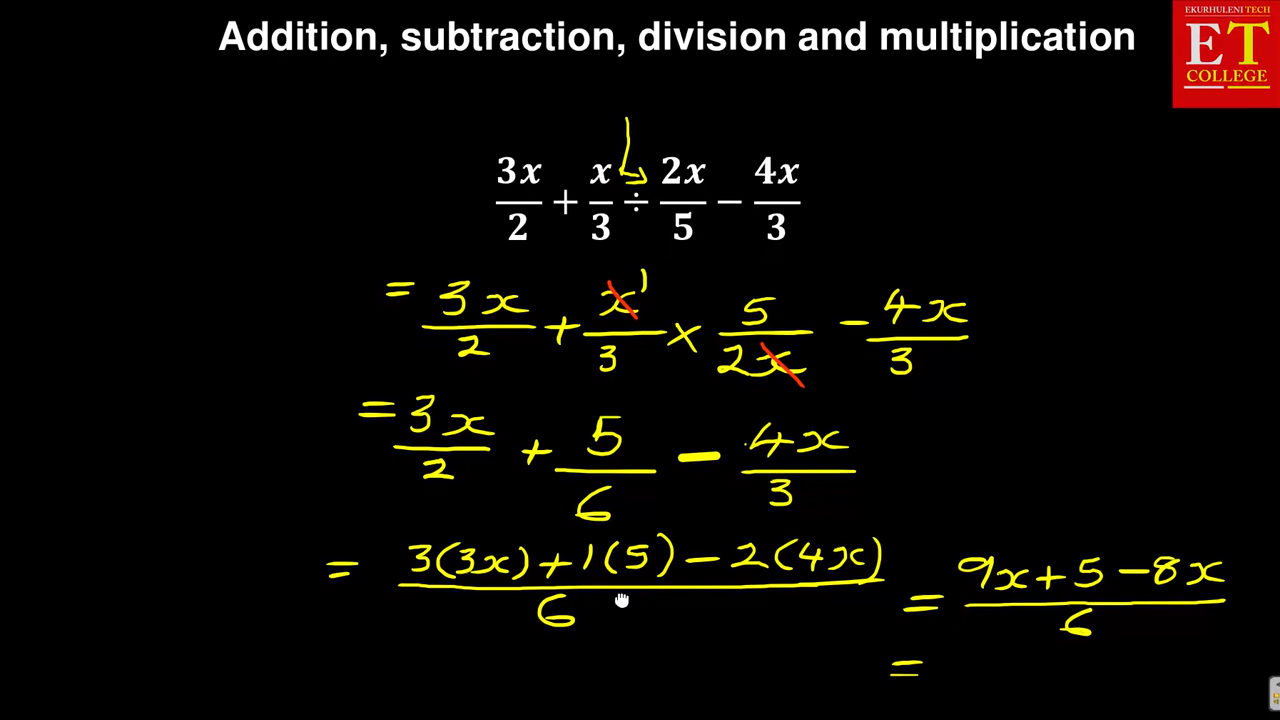 Addition, subtraction, division and multiplication
EKURHULENI TECH
ET
COLLEGE
3x/2 + x/3 ÷ 2x/5 − 4x/3
= 3x/2 + x¹/3 × 5/2x − 4x/3
= 3x/2 + 5/6 − 4x/3
= 3(3x) + 1(5) − 2(4x) / 6 = 9x + 5 − 8x / 6
=